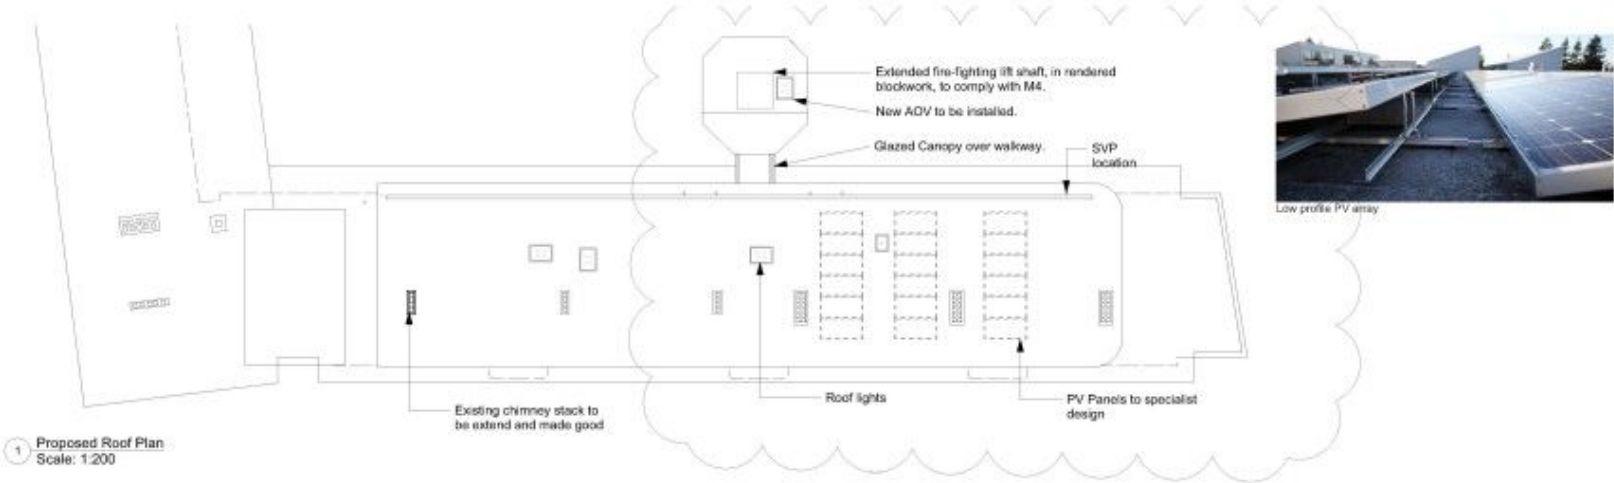 Extended fire-fighting lift shaft, in rendered
blockwork, to comply with M4.
New AOV to be installed.
Glazed Canopy over walkway.
SVP
location
Low profile PV array
Existing chimney stack to
be extend and made good
Roof lights
PV Panels to specialist
design
1
Proposed Roof Plan
Scale: 1:200